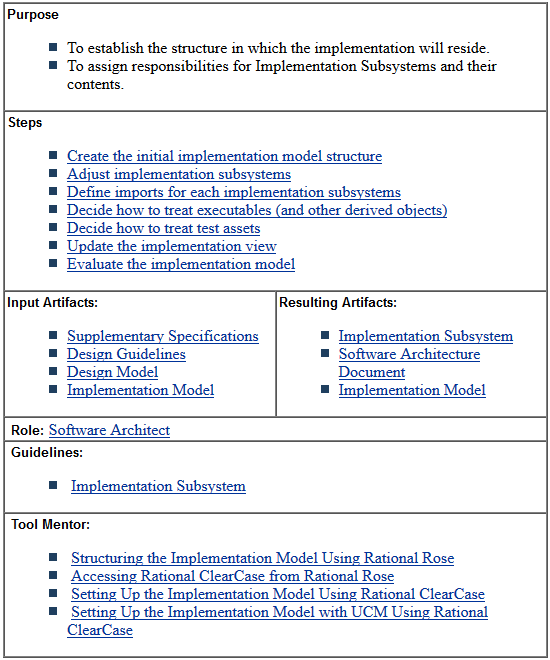 Purpose
To establish the structure in which the implementation will reside.
To assign responsibilities for Implementation Subsystems and their
contents.
Steps
Create the initial implementation model structure
Adjust implementation subsystems
Define imports for each implementation subsystems
Decide how to treat executables (and other derived objects)
Decide how to treat test assets
Update the implementation view
Evaluate the implementation model
Input Artifacts:
Supplementary Specifications
Design Guidelines
Design Model
Implementation Model
Resulting Artifacts:
Implementation Subsystem
Software Architecture
Document
Implementation Model
Role: Software Architect
Guidelines:
Implementation Subsystem
Tool Mentor:
Structuring the Implementation Model Using Rational Rose
Accessing Rational ClearCase from Rational Rose
Setting Up the Implementation Model Using Rational ClearCase
Setting Up the Implementation Model with UCM Using Rational
ClearCase